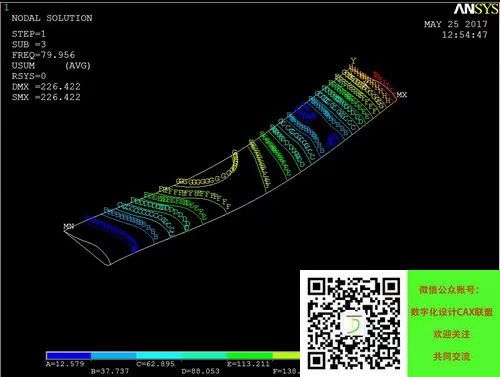 1
NODAL SOLUTION
ANSYS
MAY 25 2017
12:54:47
STEP=1
SUB =3
FREQ=79.956
USUM (AVG)
RSYS=0
DMX =226.422
SMX =226.422
Y
MX
MN
微信公众账号：
数字化设计CAX联盟
欢迎关注
共同交流
A=12.579 C=62.895 E=113.211
B=37.737 D=88.053 F=138.